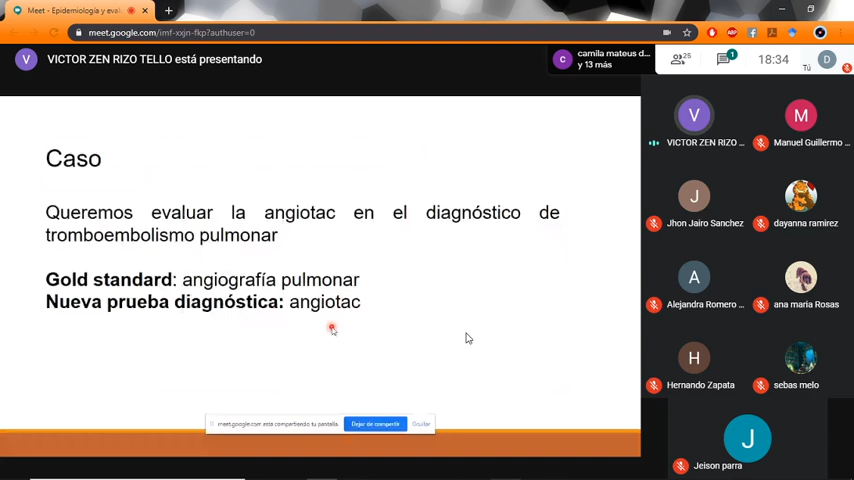 Meet - Epidemiología y eval
meet.google.com/imf-xxjn-fkp?authuser=0
ABP
V
VICTOR ZEN RIZO TELLO está presentando
c
camila mateus d...
y 13 más
25
1
18:34
Tú
D
Caso
Queremos evaluar la angiotac en el diagnóstico de
tromboembolismo pulmonar
Gold standard: angiografía pulmonar
Nueva prueba diagnóstica: angiotac
meet.google.com está compartiendo tu pantalla.
Dejar de compartir
Ocultar
V
VICTOR ZEN RIZO ...
M
Manuel Guillermo ...
J
Jhon Jairo Sanchez
dayanna ramirez
A
Alejandra Romero ...
ana maria Rosas
H
Hernando Zapata
sebas melo
J
Jeison parra